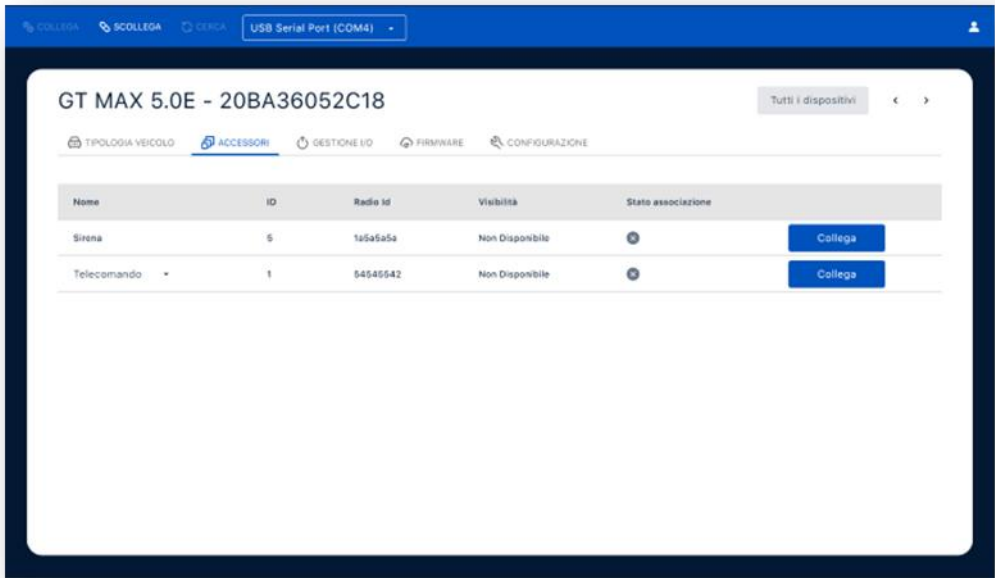 COLLEGA SCOLLEGA CERCA USB Serial Port (COM4)
GT MAX 5.0E - 20BA36052C18 Tutti i dispositivi
TIPOLOGIA VEICOLO ACCESSORI GESTIONE I/O FIRMWARE CONFIGURAZIONE
Nome ID Radio Id Visibilità Stato associazione
Sirena 5 1a5a5a5a Non Disponibile Collega
Telecomando 1 54545542 Non Disponibile Collega